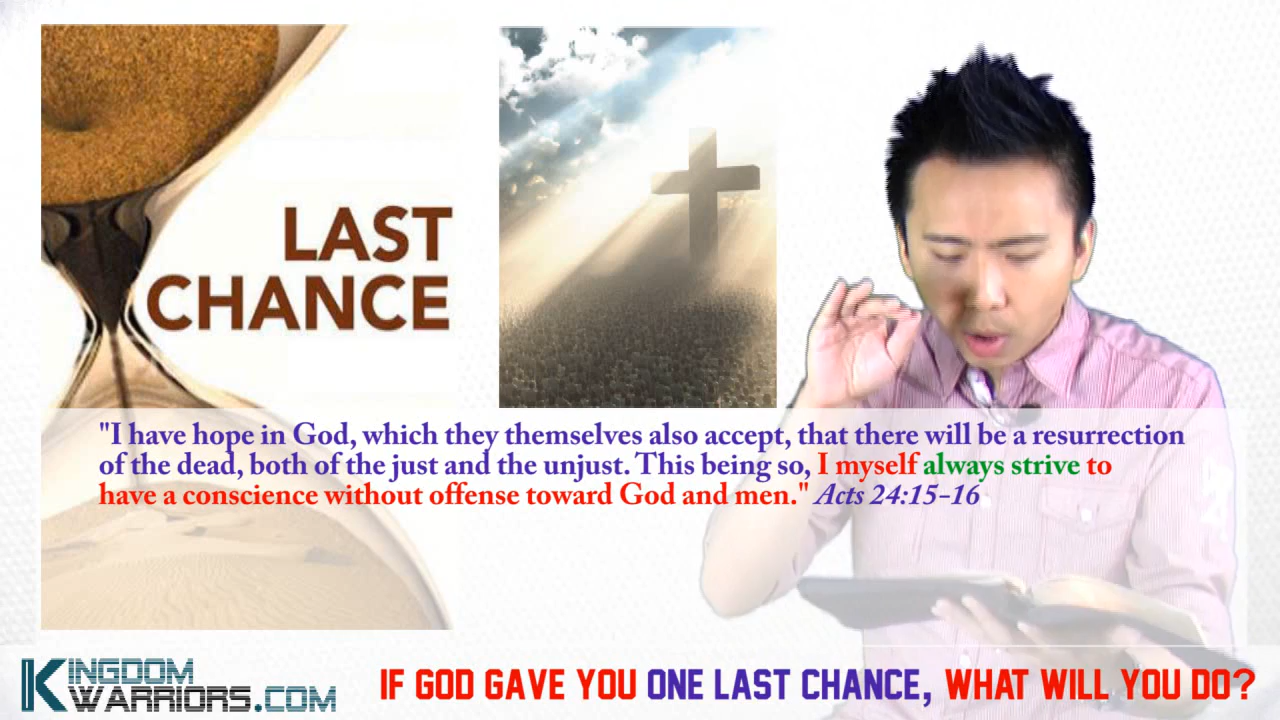 LAST
CHANCE
"I have hope in God, which they themselves also accept, that there will be a resurrection
of the dead, both of the just and the unjust. This being so, I myself always strive to
have a conscience without offense toward God and men." Acts 24:15-16
KINGDOM
WARRIORS.COM
IF GOD GAVE YOU ONE LAST CHANCE, WHAT WILL YOU DO?